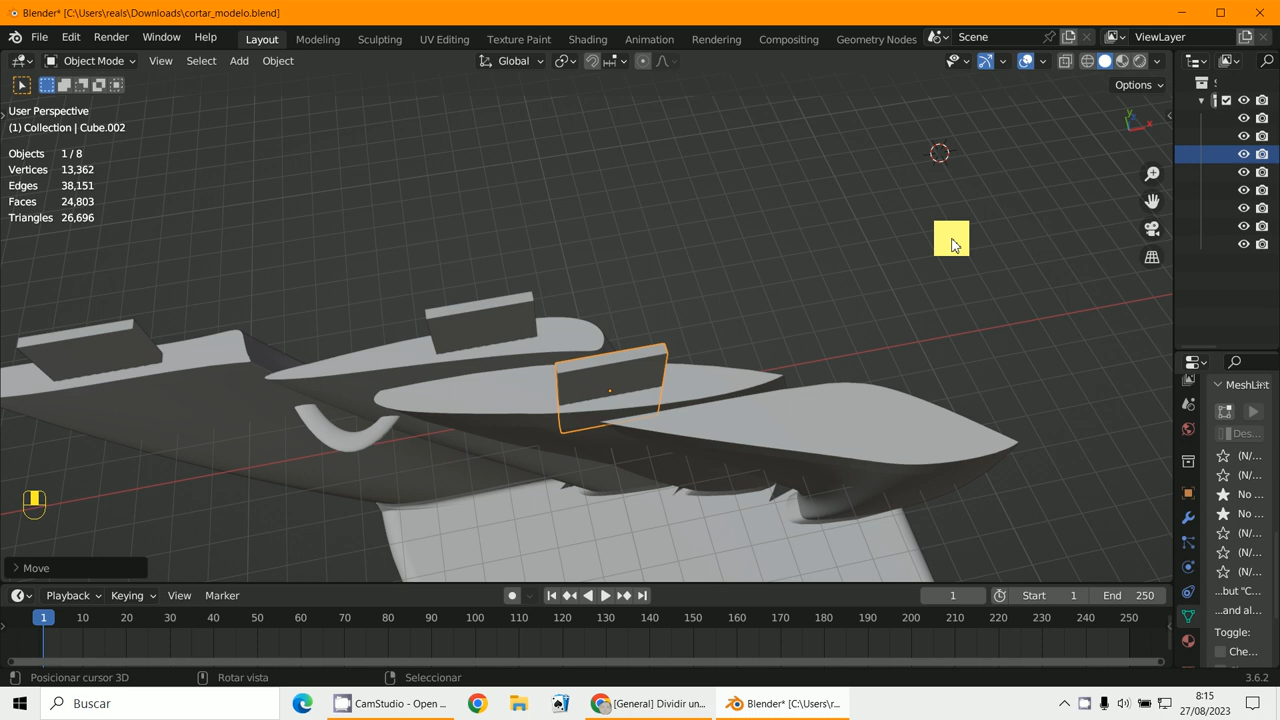 Blender* [C:\Users\reals\Downloads\cortar_modelo.blend]
File Edit Render Window Help Layout Modeling Sculpting UV Editing Texture Paint Shading Animation Rendering Compositing Geometry Nodes Scene ViewLayer
Object Mode View Select Add Object Global
Options
User Perspective
(1) Collection | Cube.002
Objects 1 / 8
Vertices 13,362
Edges 38,151
Faces 24,803
Triangles 26,696
MeshLint
Des...
(N/...
(N/...
No ...
No ...
(N/...
(N/...
(N/...
...but "C...
...and al...
Toggle:
Che...
> Move
Playback Keying View Marker 1 Start 1 End 250
1 10 20 30 40 50 60 70 80 90 100 110 120 130 140 150 160 170 180 190 200 210 220 230 240 250
Posicionar cursor 3D Rotar vista Seleccionar 3.6.2
Buscar CamStudio - Open ... [General] Dividir un... Blender* [C:\Users\r... 8:15
27/08/2023